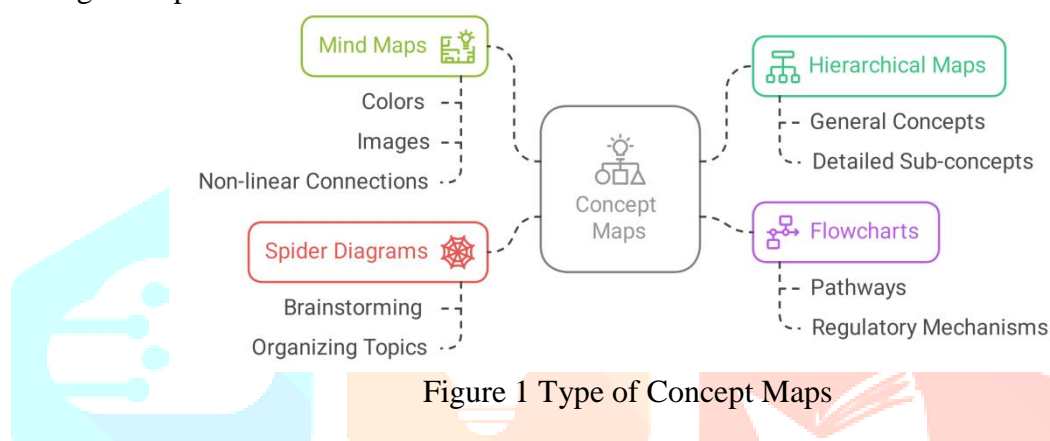 Mind Maps
Colors
Images
Non-linear Connections
Spider Diagrams
Brainstorming
Organizing Topics
Concept
Maps
Hierarchical Maps
General Concepts
Detailed Sub-concepts
Flowcharts
Pathways
Regulatory Mechanisms
Figure 1 Type of Concept Maps